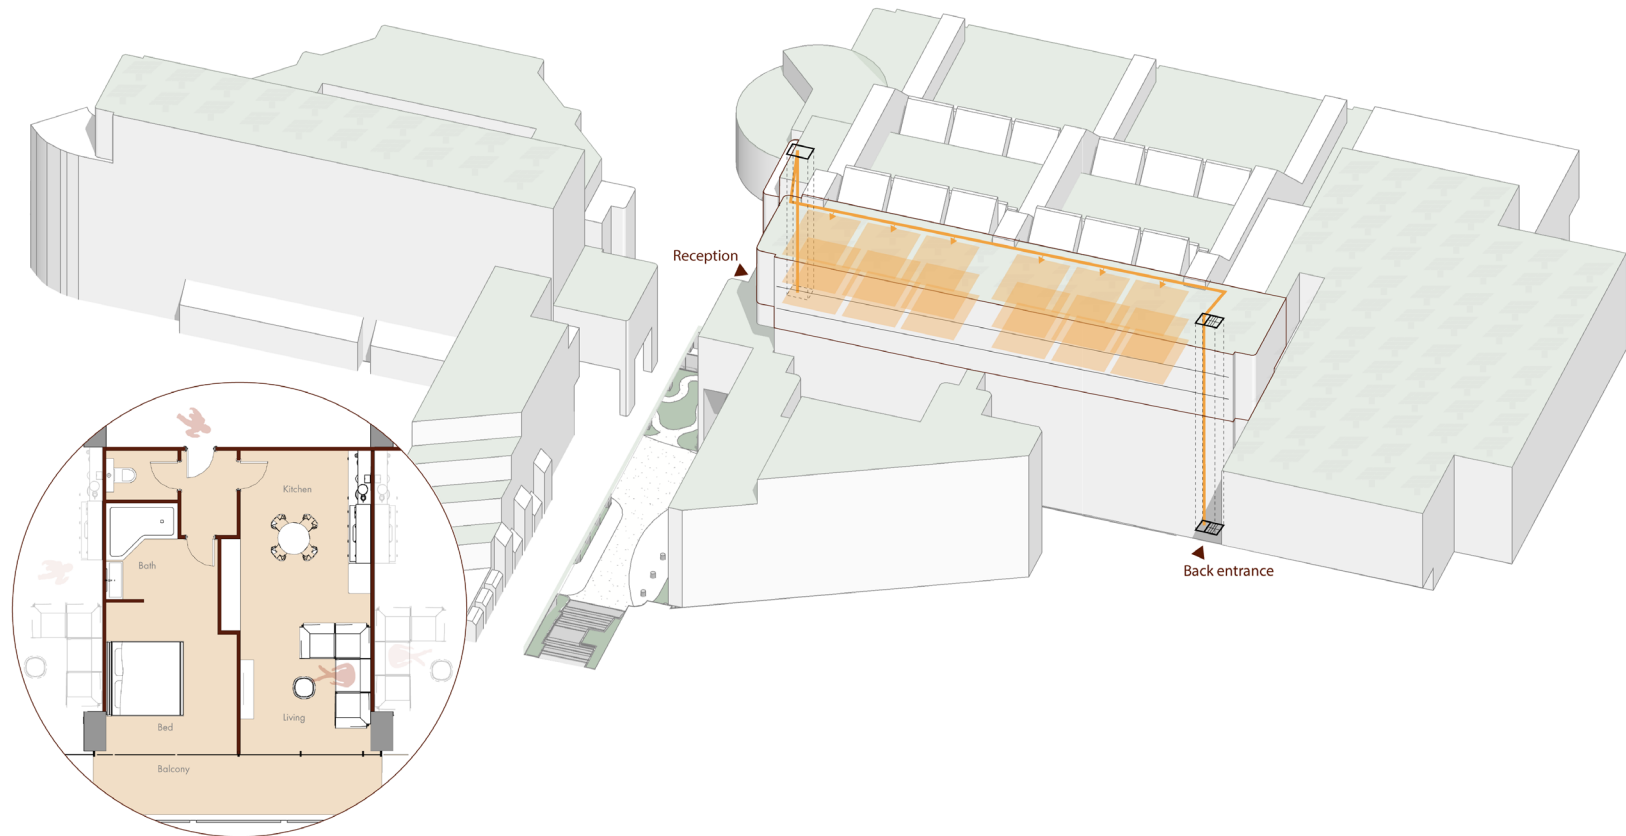 Reception
Back entrance
Kitchen
Bath
Living
Bed
Balcony